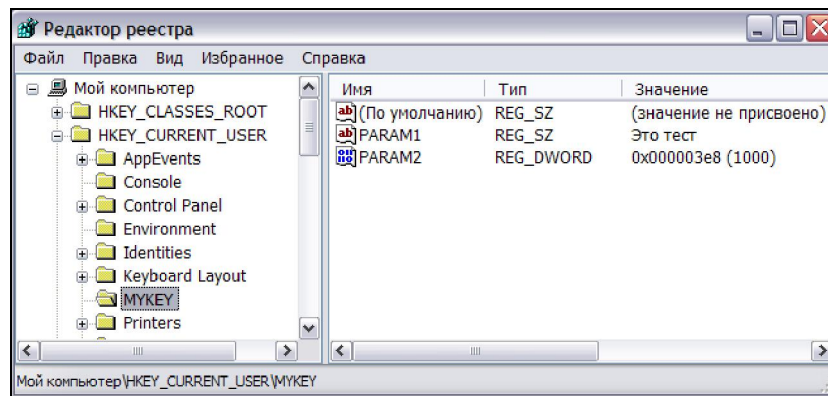 Редактор реестра
Файл Правка Вид Избранное Справка
Мой компьютер
HKEY_CLASSES_ROOT
HKEY_CURRENT_USER
AppEvents
Console
Control Panel
Environment
Identities
Keyboard Layout
MYKEY
Printers
Имя Тип Значение
(По умолчанию) REG_SZ (значение не присвоено)
PARAM1 REG_SZ Это тест
PARAM2 REG_DWORD 0x000003e8 (1000)
Мой компьютер\HKEY_CURRENT_USER\MYKEY